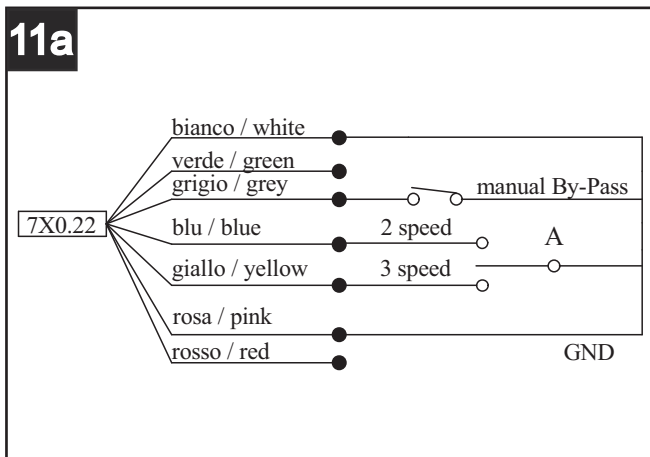 11a
bianco / white
verde / green
grigio / grey
manual By-Pass
7X0.22
blu / blue
2 speed
A
giallo / yellow
3 speed
rosa / pink
rosso / red
GND